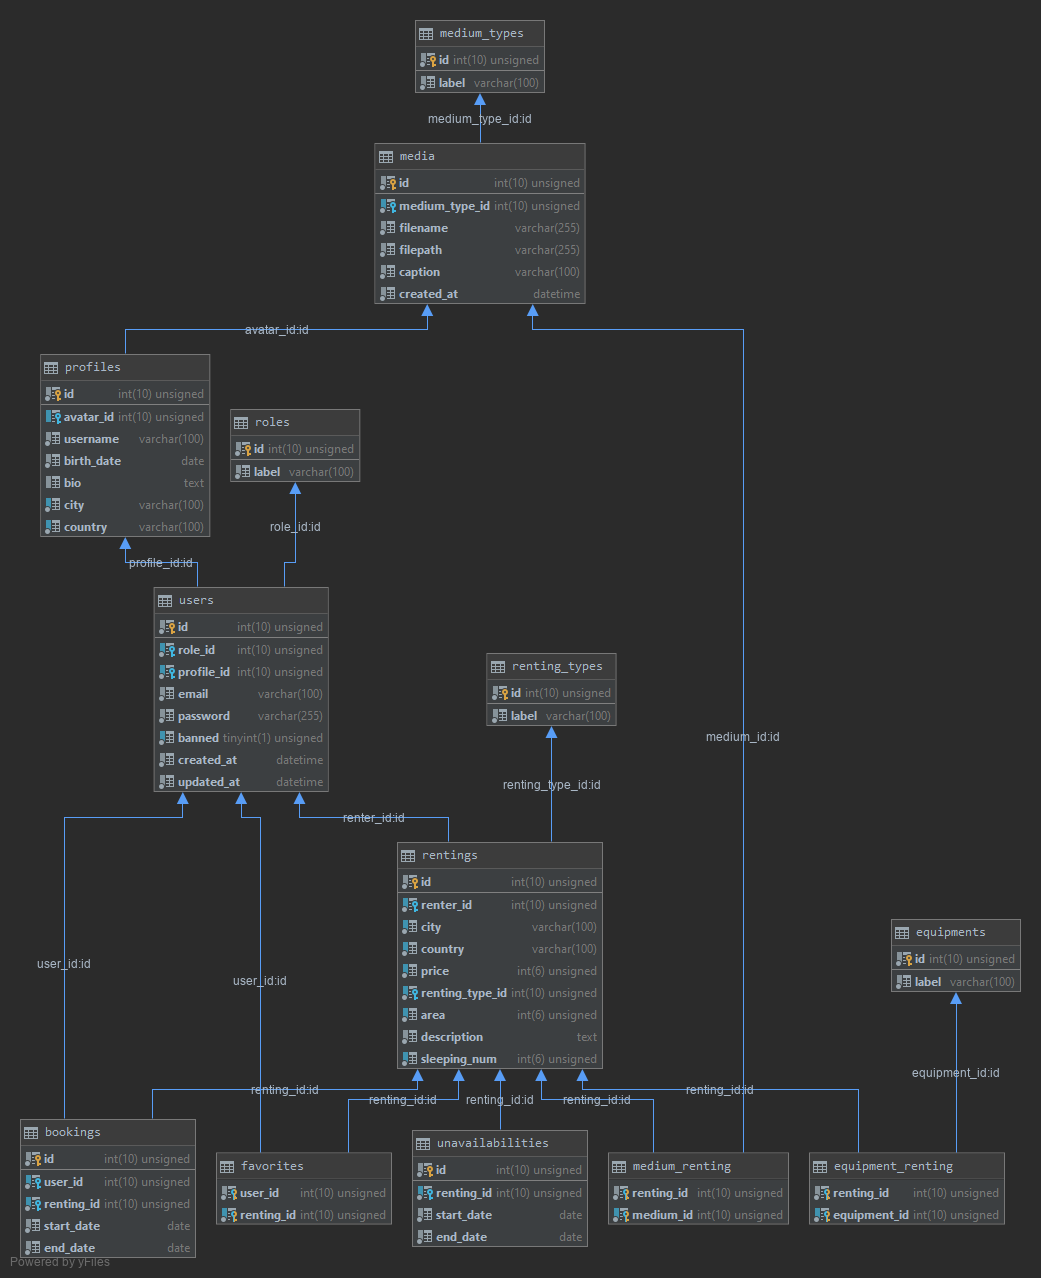 medium_types
id int(10) unsigned
label varchar(100)
medium_type_id:id
media
id int(10) unsigned
medium_type_id int(10) unsigned
filename varchar(255)
filepath varchar(255)
caption varchar(100)
created_at datetime
avatar_id:id
profiles
id int(10) unsigned
avatar_id int(10) unsigned
username varchar(100)
birth_date date
bio text
city varchar(100)
country varchar(100)
roles
id int(10) unsigned
label varchar(100)
role_id:id
profile_id:id
users
id int(10) unsigned
role_id int(10) unsigned
profile_id int(10) unsigned
email varchar(100)
password varchar(255)
banned tinyint(1) unsigned
created_at datetime
updated_at datetime
renting_types
id int(10) unsigned
label varchar(100)
medium_id:id
renting_type_id:id
renter_id:id
rentings
id int(10) unsigned
renter_id int(10) unsigned
city varchar(100)
country varchar(100)
price int(6) unsigned
renting_type_id int(10) unsigned
area int(6) unsigned
description text
sleeping_num int(6) unsigned
equipments
id int(10) unsigned
label varchar(100)
user_id:id
user_id:id
equipment_id:id
renting_id:id
renting_id:id
renting_id:id
renting_id:id
renting_id:id
bookings
id int(10) unsigned
user_id int(10) unsigned
renting_id int(10) unsigned
start_date date
end_date date
favorites
user_id int(10) unsigned
renting_id int(10) unsigned
unavailabilities
id int(10) unsigned
renting_id int(10) unsigned
start_date date
end_date date
medium_renting
renting_id int(10) unsigned
medium_id int(10) unsigned
equipment_renting
renting_id int(10) unsigned
equipment_id int(10) unsigned
Powered by yFiles